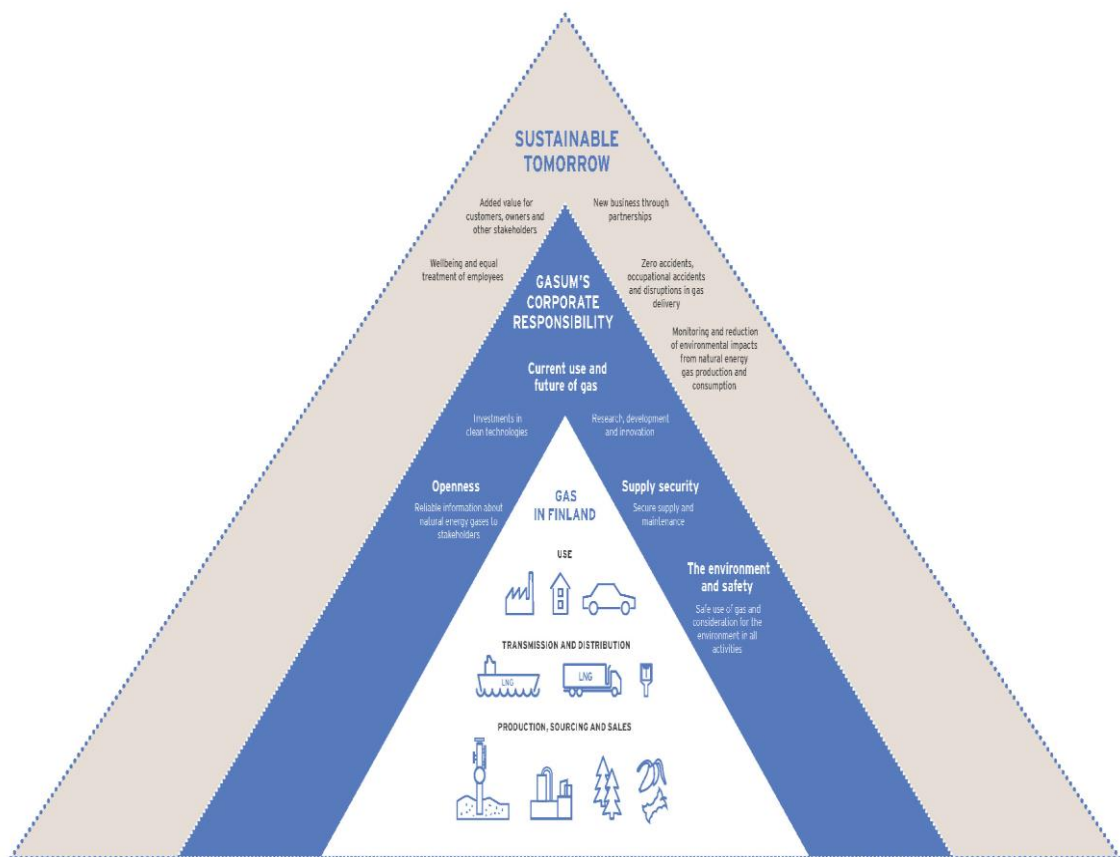 SUSTAINABLE
TOMORROW
Added value for
customers, owners and
other stakeholders
New business through
partnerships
Wellbeing and equal
treatment of employees
Zero accidents,
occupational accidents
and disruptions in gas
delivery
Monitoring and reduction
of environmental impacts
from natural energy
gas production and
consumption
GASUM'S
CORPORATE
RESPONSIBILITY
Current use and
future of gas
Investments in
clean technologies
Research, development
and innovation
Openness
Reliable information about
natural energy gases to
stakeholders
Supply security
Secure supply and
maintenance
The environment
and safety
Safe use of gas and
consideration for the
environment in all
activities
GAS
IN FINLAND
USE
TRANSMISSION AND DISTRIBUTION
LNG
LNG
PRODUCTION, SOURCING AND SALES